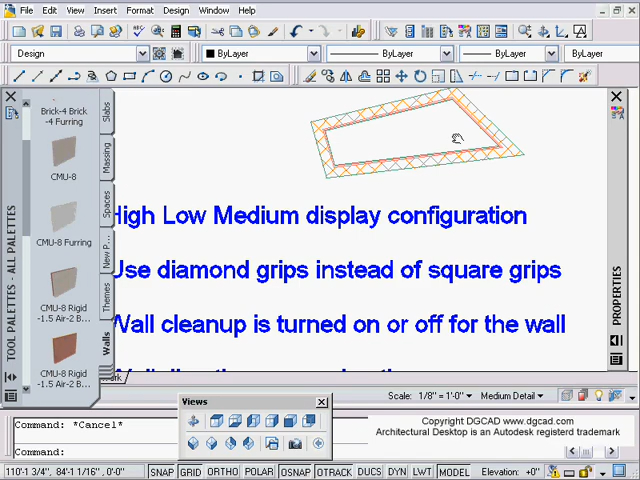 File Edit View Insert Format Design Window Help
Design
ByLayer
ByLayer
ByLayer
ByLayer
Brick-4 Brick
-4 Furring
CMU-8
CMU-8 Furring
CMU-8 Rigid
-1.5 Air-2 B...
CMU-8 Rigid
-1.5 Air-2 B...
Slabs
Massing
Spaces
New P...
Themes
Walls
TOOL PALETTES - ALL PALETTES
PROPERTIES
High Low Medium display configuration
Use diamond grips instead of square grips
Wall cleanup is turned on or off for the wall
Scale: 1/8" = 1'-0"
Medium Detail
Views
Command: *Cancel*
Command:
Copyright DGCAD www.dgcad.com
Architectural Desktop is an Autodesk registerd trademark
110'-1 3/4", 84'-1 1/16", 0'-0" SNAP GRID ORTHO POLAR OSNAP OTRACK DUCS DYN LWT MODEL Elevation: +0"